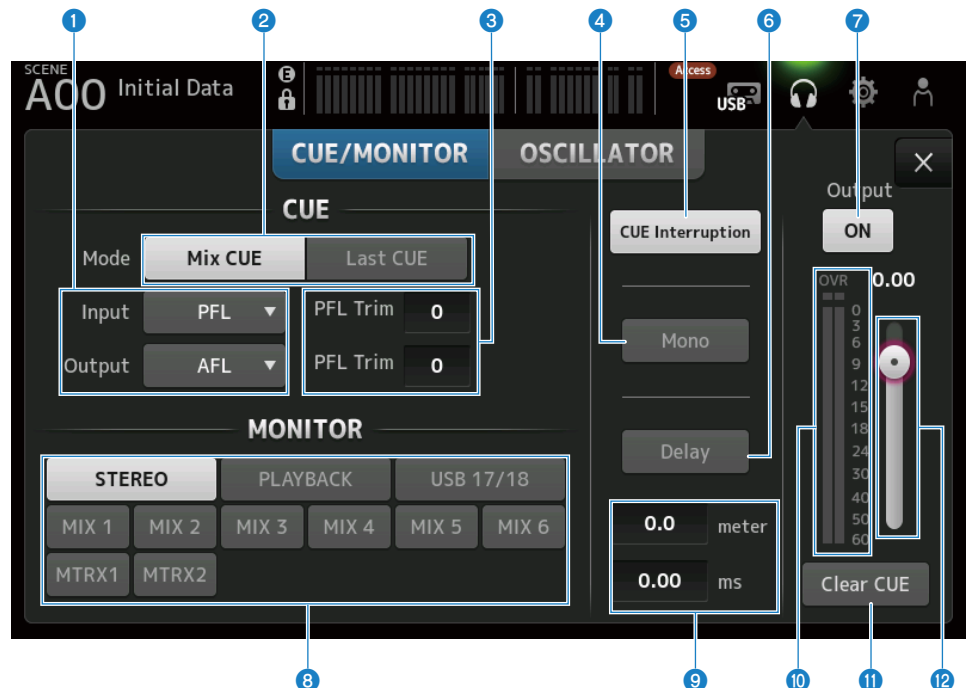 1 2 3 4 5 6 7
SCENE
A00 Initial Data
E
Access
USB
CUE/MONITOR OSCILLATOR
×
CUE
Mode Mix CUE Last CUE
Input PFL ▼ PFL Trim 0
Output AFL ▼ PFL Trim 0
MONITOR
STEREO PLAYBACK USB 17/18
MIX 1 MIX 2 MIX 3 MIX 4 MIX 5 MIX 6
MTRX1 MTRX2
CUE Interruption
Mono
Delay
0.0 meter
0.00 ms
Output
ON
OVR 0.00
0
3
6
9
12
15
18
24
30
40
50
60
Clear CUE
8 9 10 11 12